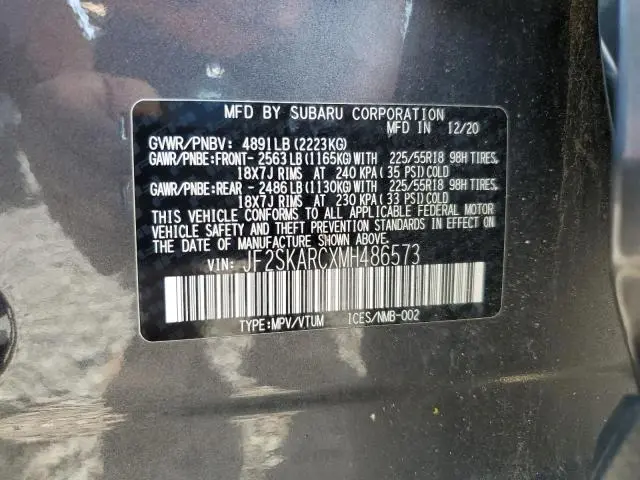 MFD BY SUBARU CORPORATION
MFD IN 12/20
GVWR/PNBV: 4891LB(2223KG)
GAWR/PNBE:FRONT- 2563LB(1165KG)WITH 225/55R18 98H TIRES,
18X7J RIMS AT 240 KPA( 35 PSI)COLD
GAWR/PNBE:REAR - 2486LB(1130KG)WITH 225/55R18 98H TIRES,
18X7J RIMS AT 230 KPA( 33 PSI)COLD
THIS VEHICLE CONFORMS TO ALL APPLICABLE FEDERAL MOTOR
VEHICLE SAFETY AND THEFT PREVENTION STANDARDS IN EFFECT
ON THE DATE OF MANUFACTURE SHOWN ABOVE.
VIN: JF2SKARCXMH486573
TYPE:MPV/VTUM ICES/NMB-002